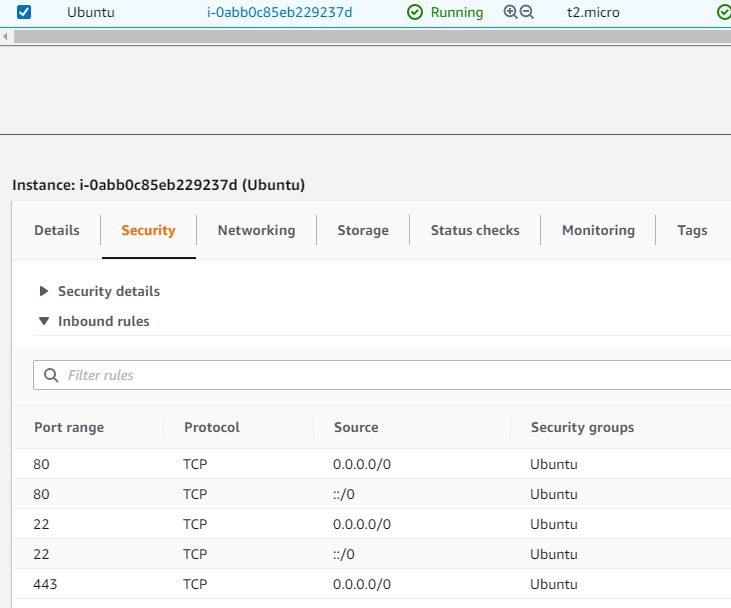 Ubuntu i-0abb0c85eb229237d Running t2.micro
Instance: i-0abb0c85eb229237d (Ubuntu)
Details Security Networking Storage Status checks Monitoring Tags
Security details
Inbound rules
Filter rules
Port range Protocol Source Security groups
80 TCP 0.0.0.0/0 Ubuntu
80 TCP ::/0 Ubuntu
22 TCP 0.0.0.0/0 Ubuntu
22 TCP ::/0 Ubuntu
443 TCP 0.0.0.0/0 Ubuntu